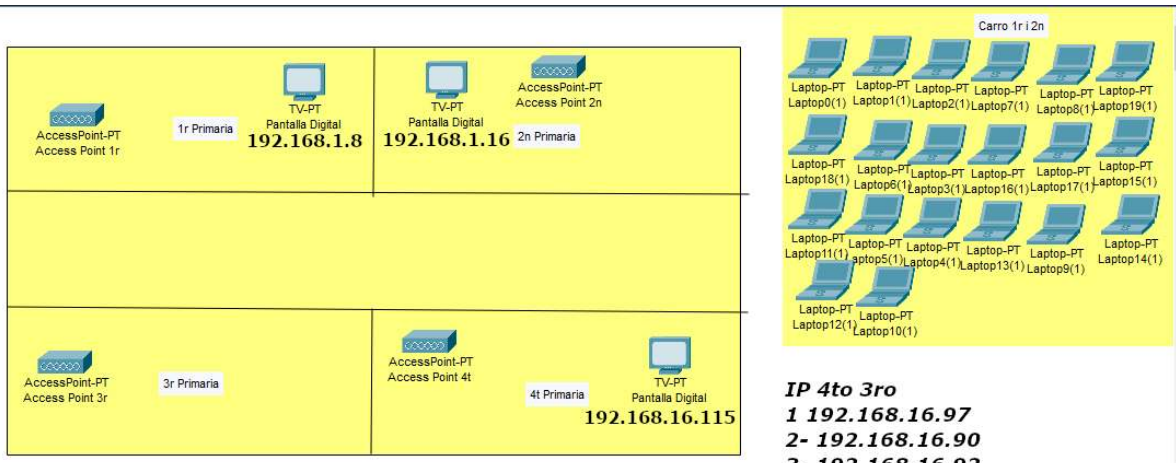 AccessPoint-PT
Access Point 1r
1r Primaria
TV-PT
Pantalla Digital
192.168.1.8
TV-PT
Pantalla Digital
192.168.1.16
AccessPoint-PT
Access Point 2n
2n Primaria
AccessPoint-PT
Access Point 3r
3r Primaria
AccessPoint-PT
Access Point 4t
4t Primaria
TV-PT
Pantalla Digital
192.168.16.115
Carro 1r i 2n
Laptop-PT
Laptop0(1)
Laptop-PT
Laptop1(1)
Laptop-PT
Laptop2(1)
Laptop-PT
Laptop7(1)
Laptop-PT
Laptop8(1)
Laptop-PT
Laptop19(1)
Laptop-PT
Laptop18(1)
Laptop-PT
Laptop6(1)
Laptop-PT
Laptop3(1)
Laptop-PT
Laptop16(1)
Laptop-PT
Laptop17(1)
Laptop-PT
Laptop15(1)
Laptop-PT
Laptop11(1)
Laptop-PT
aptop5(1)
Laptop-PT
Laptop4(1)
Laptop-PT
Laptop13(1)
Laptop-PT
Laptop9(1)
Laptop-PT
Laptop14(1)
Laptop-PT
Laptop12(1)
Laptop-PT
Laptop10(1)
IP 4to 3ro
1 192.168.16.97
2- 192.168.16.90